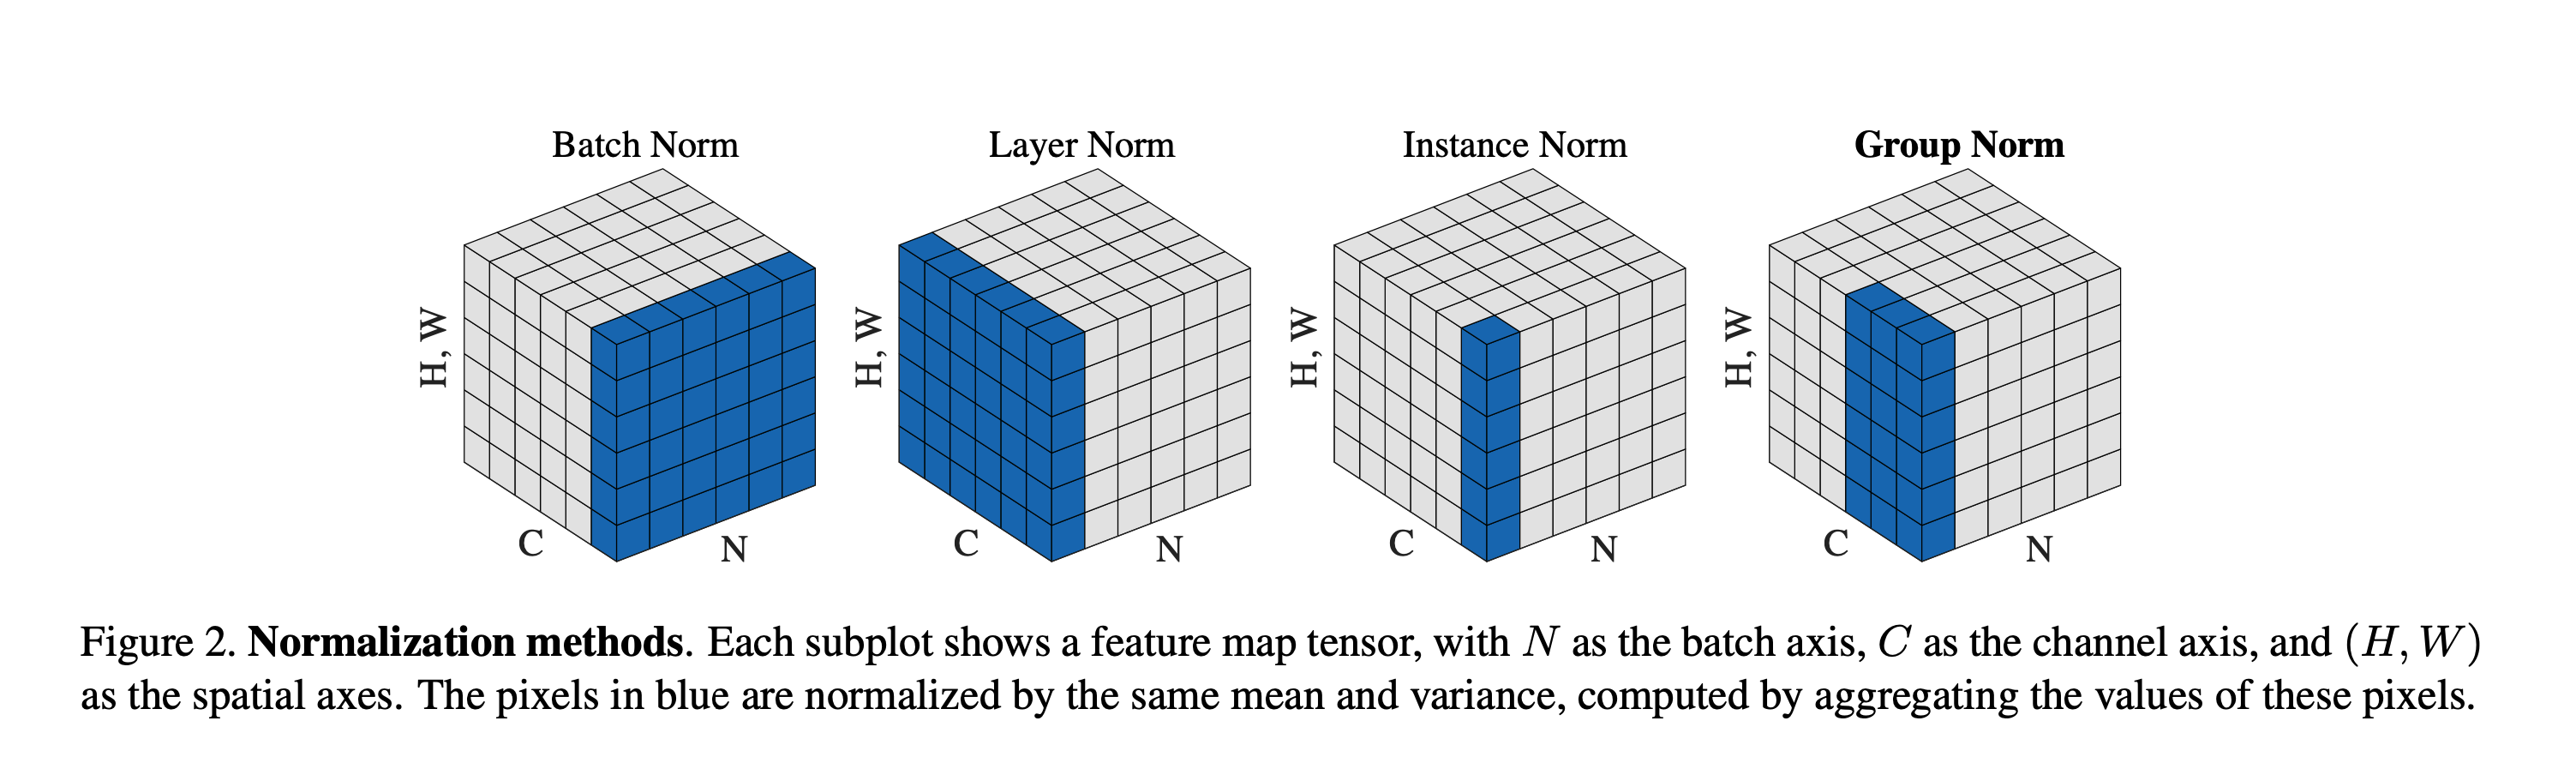 Batch Norm
Layer Norm
Instance Norm
Group Norm
H, W
C
N
H, W
C
N
H, W
C
N
H, W
C
N
Figure 2. Normalization methods. Each subplot shows a feature map tensor, with N as the batch axis, C as the channel axis, and (H, W)
as the spatial axes. The pixels in blue are normalized by the same mean and variance, computed by aggregating the values of these pixels.